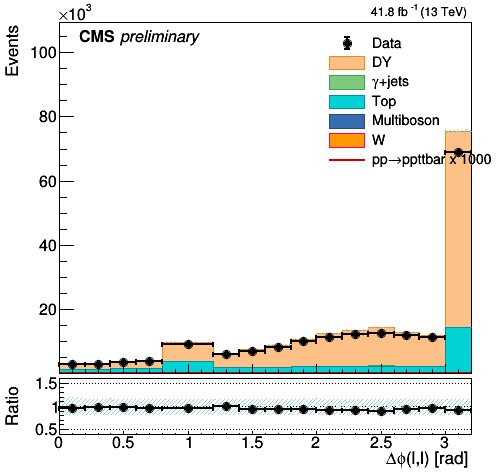 ×10³
41.8 fb⁻¹ (13 TeV)
Events
CMS preliminary
100
80
60
40
20
Data
DY
γ+jets
Top
Multiboson
W
pp→ppttbar x 1000
Ratio
1.5
1
0.5
0 0.5 1 1.5 2 2.5 3
Δϕ(l,l) [rad]